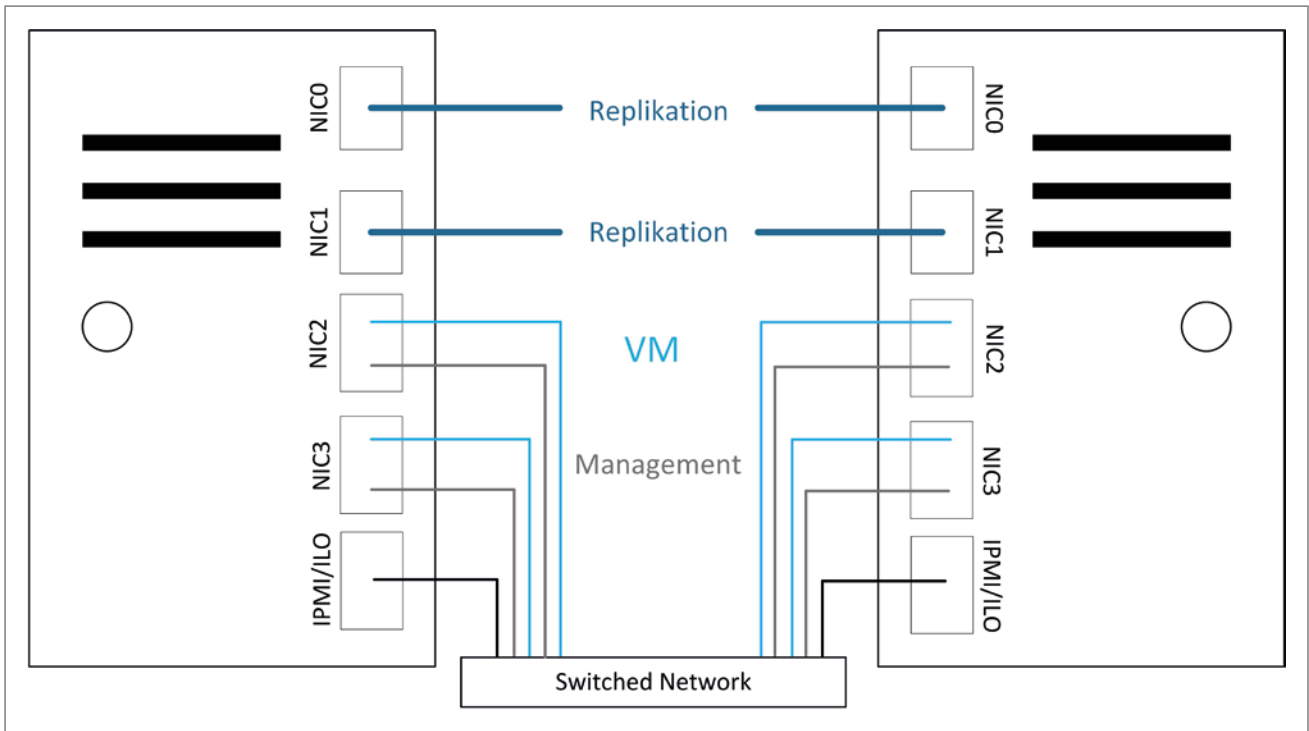 NIC0
Replikation
NIC0
NIC1
Replikation
NIC1
NIC2
VM
NIC2
NIC3
Management
NIC3
IPMI/ILO
IPMI/ILO
Switched Network